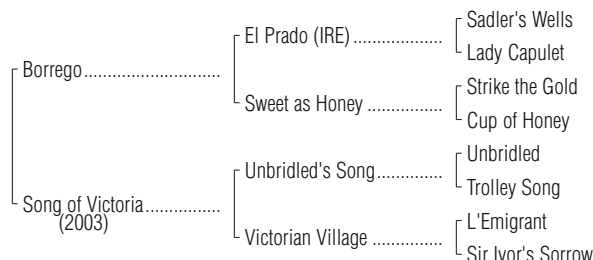 Sadler's Wells
El Prado (IRE) ..................
Lady Capulet
Borrego...........................
Strike the Gold
Sweet as Honey ...............
Cup of Honey
Unbridled
Unbridled's Song.............
Trolley Song
Song of Victoria...............
(2003)
L'Emigrant
Victorian Village ..............
Sir Ivor's Sorrow